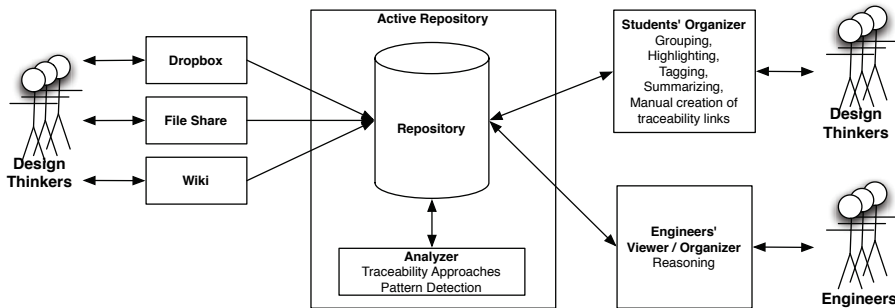 Active Repository
Dropbox
File Share
Wiki
Design
Thinkers
Repository
Analyzer
Traceability Approaches
Pattern Detection
Students' Organizer
Grouping,
Highlighting,
Tagging,
Summarizing,
Manual creation of
traceability links
Design
Thinkers
Engineers'
Viewer / Organizer
Reasoning
Engineers